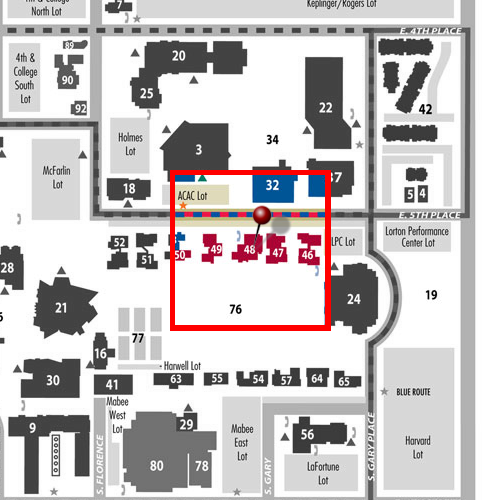 North Lot
7
Keplinger/Rogers Lot
E. 4TH PLACE
4th &
College
South
Lot
89
90
92
20
25
22
42
34
Holmes
Lot
3
McFarlin
Lot
18
ACAC Lot
32
37
5 4
E. 5TH PLACE
52
51
50
49
48
47
46
LPC Lot
Lorton Performance
Center Lot
28
21
24
19
76
77
16
Harwell Lot
30
41
63
55
54
57
64
65
BLUE ROUTE
Mabee
West
Lot
9
29
Mabee
East
Lot
56
LaFortune
Lot
Harvard
Lot
80
78
S. FLORENCE
S. GARY
S. GARY PLACE